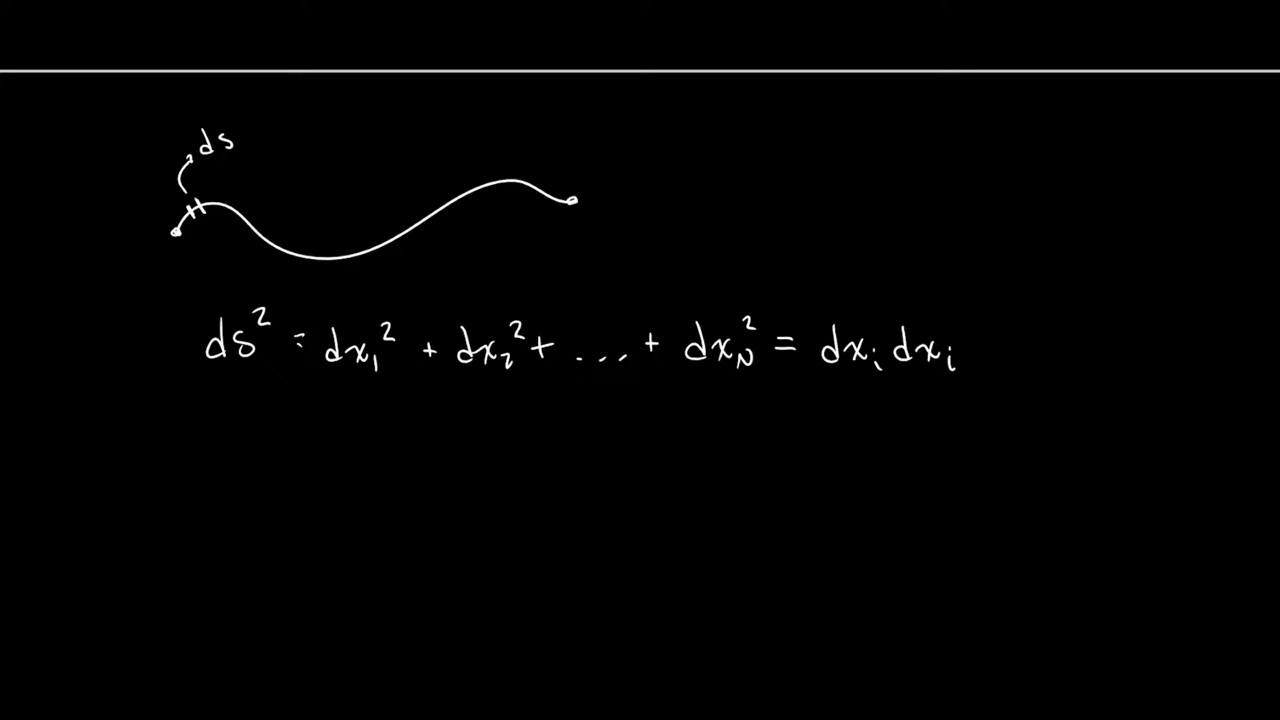 ds
ds² = dx₁² + dx₂² + ... + dx_N² = dxᵢ dxᵢ